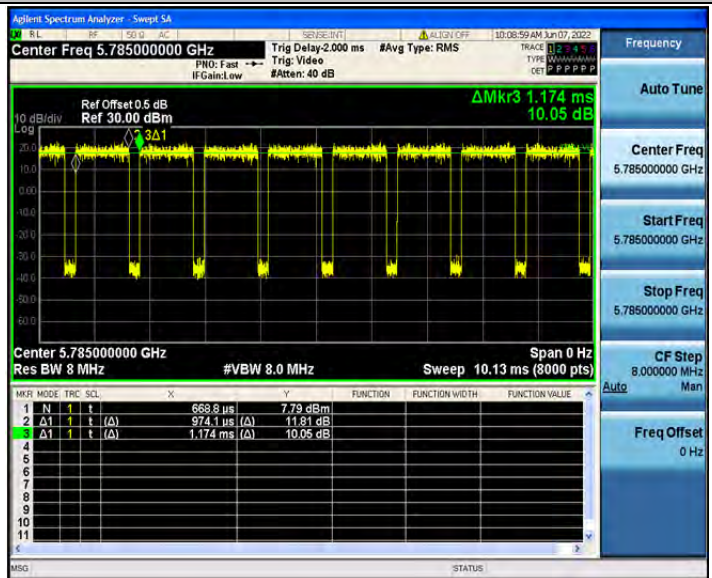 Agilent Spectrum Analyzer - Swept SA
RL RF 50 Ω AC SENSE:INT ALIGN OFF 10:08:59 AM Jun 07, 2022
Center Freq 5.785000000 GHz
PNO: Fast
IFGain:Low
Trig Delay-2.000 ms
Trig: Video
#Atten: 40 dB
#Avg Type: RMS
TRACE 1 2 3 4 5 6
TYPE WWWWWW
DET P P P P P P
Ref Offset 0.5 dB
10 dB/div Ref 30.00 dBm
ΔMkr3 1.174 ms
10.05 dB
Log
3Δ1
20.0
10.0
0.00
-10.0
-20.0
-30.0
-40.0
-50.0
-60.0
Center 5.785000000 GHz Span 0 Hz
Res BW 8 MHz #VBW 8.0 MHz Sweep 10.13 ms (8000 pts)
MKR MODE TRC SCL X Y FUNCTION FUNCTION WIDTH FUNCTION VALUE
1 N 1 t 668.8 µs 7.79 dBm
2 Δ1 1 t (Δ) 974.1 µs (Δ) 11.81 dB
3 Δ1 1 t (Δ) 1.174 ms (Δ) 10.05 dB
4
5
6
7
8
9
10
11
MSG STATUS
Frequency
Auto Tune
Center Freq
5.785000000 GHz
Start Freq
5.785000000 GHz
Stop Freq
5.785000000 GHz
CF Step
8.000000 MHz
Auto Man
Freq Offset
0 Hz